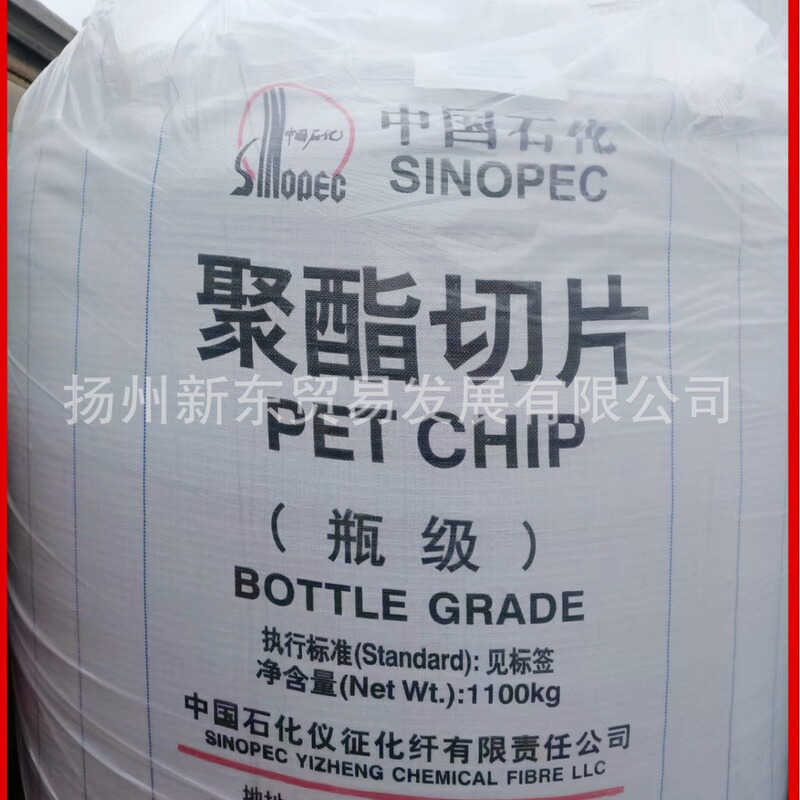 中国石化
SINOPEC
中国石化
SINOPEC
聚酯切片
扬州新东贸易发展有限公司
PET CHIP
(瓶级)
BOTTLE GRADE
执行标准(Standard): 见标签
净含量(Net Wt.):1100kg
中国石化仪征化纤有限责任公司
SINOPEC YIZHENG CHEMICAL FIBRE LLC